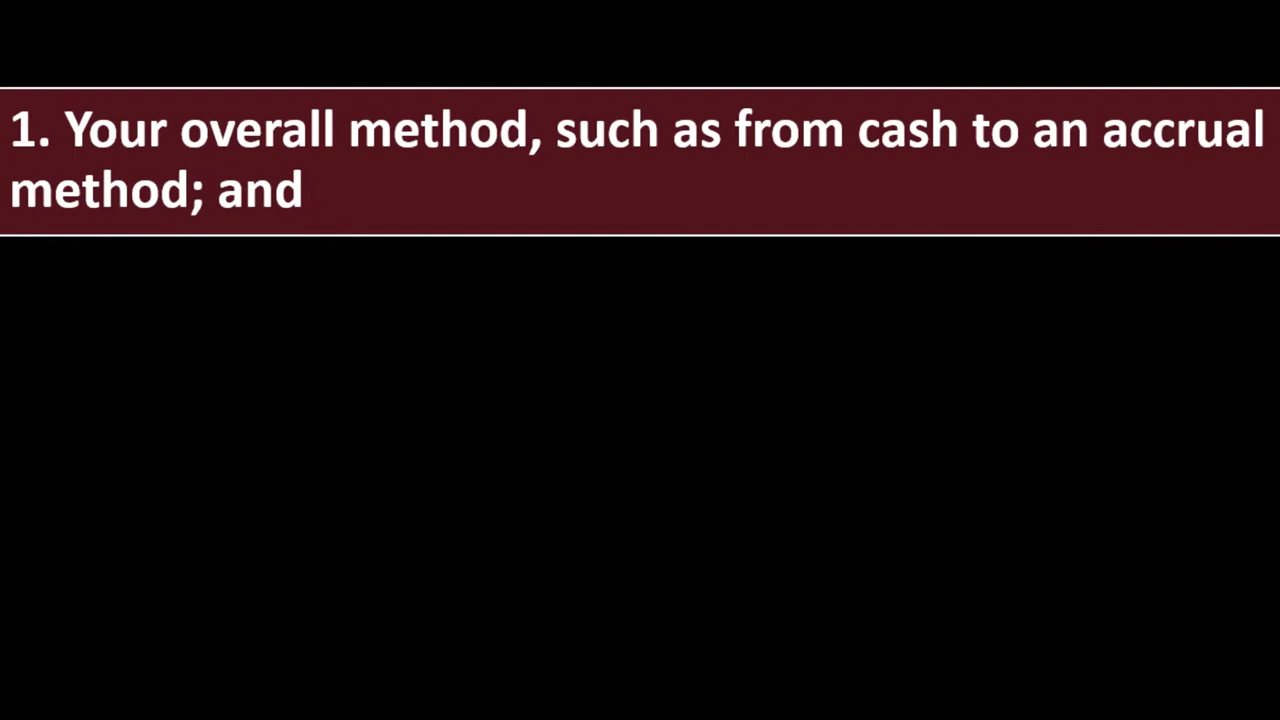 1. Your overall method, such as from cash to an accrual
method; and